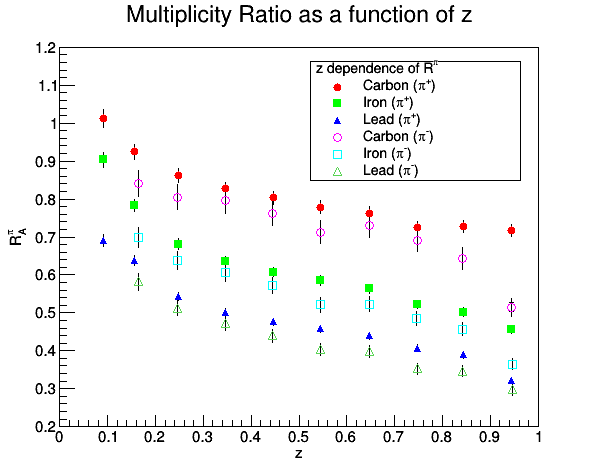 Multiplicity Ratio as a function of z
z dependence of R^π
Carbon (π⁺)
Iron (π⁺)
Lead (π⁺)
Carbon (π⁻)
Iron (π⁻)
Lead (π⁻)
1.2
1.1
1
0.9
0.8
0.7
0.6
0.5
0.4
0.3
0.2
R_A^π
0 0.1 0.2 0.3 0.4 0.5 0.6 0.7 0.8 0.9 1
z